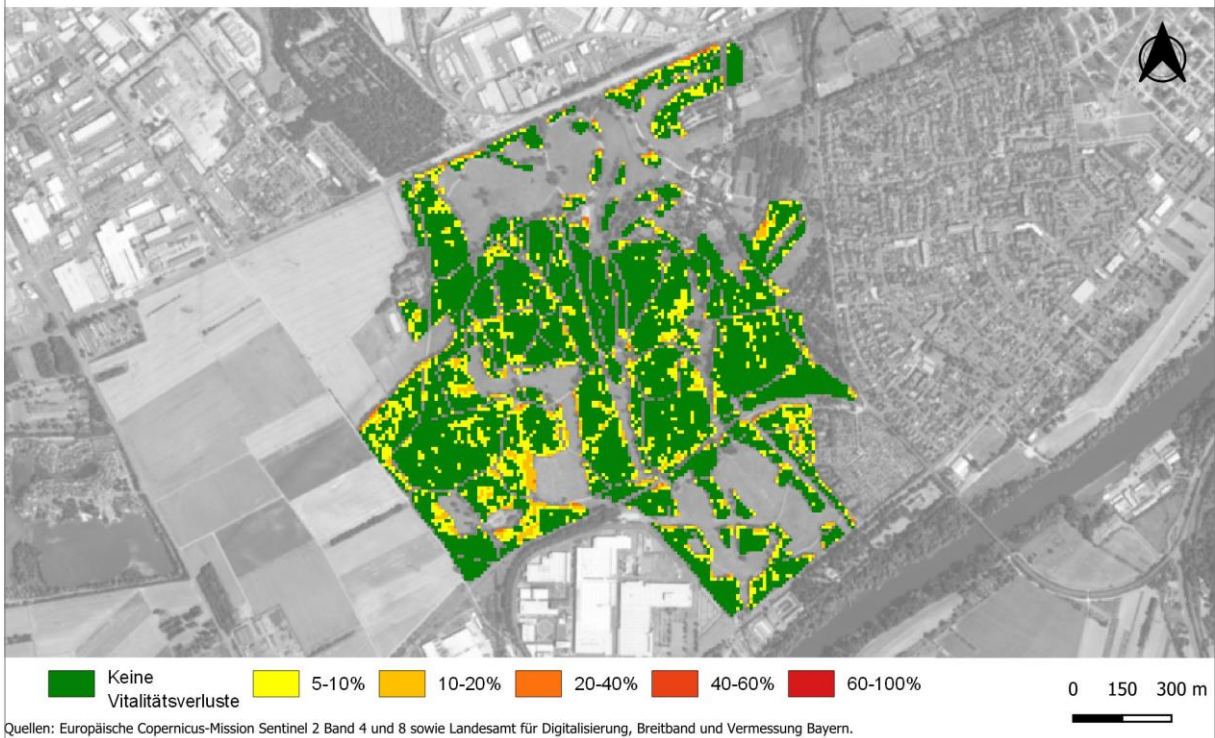 Keine
Vitalitätsverluste
5-10%
10-20%
20-40%
40-60%
60-100%
0 150 300 m
Quellen: Europäische Copernicus-Mission Sentinel 2 Band 4 und 8 sowie Landesamt für Digitalisierung, Breitband und Vermessung Bayern.